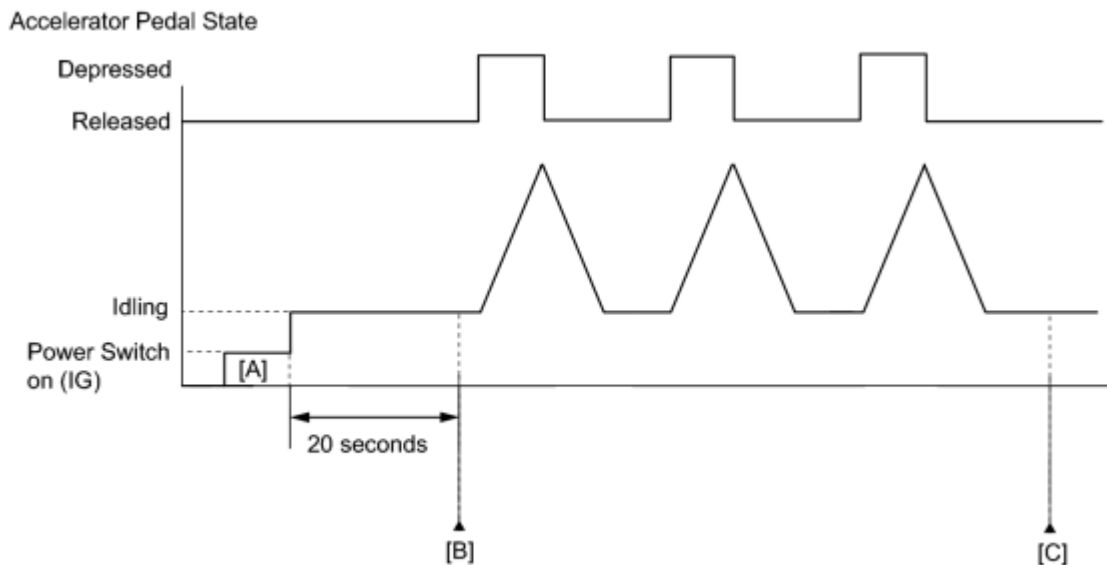 Accelerator Pedal State
Depressed
Released
Idling
Power Switch
on (IG)
[A]
20 seconds
[B]
[C]